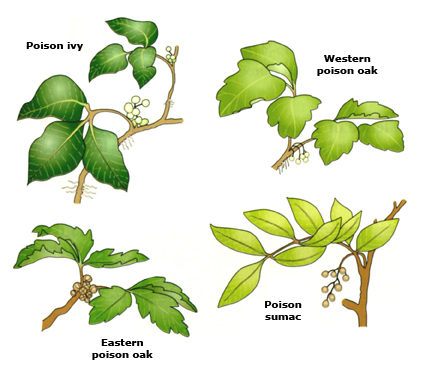 Poison ivy
Western
poison oak
Eastern
poison oak
Poison
sumac